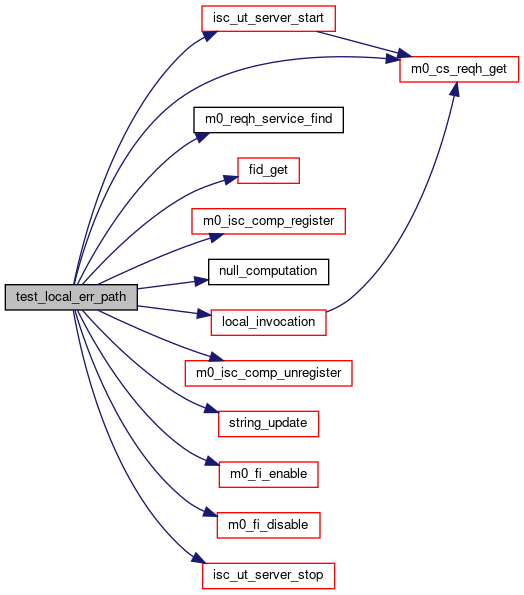 isc_ut_server_start
m0_cs_reqh_get
m0_reqh_service_find
fid_get
m0_isc_comp_register
null_computation
test_local_err_path
local_invocation
m0_isc_comp_unregister
string_update
m0_fi_enable
m0_fi_disable
isc_ut_server_stop